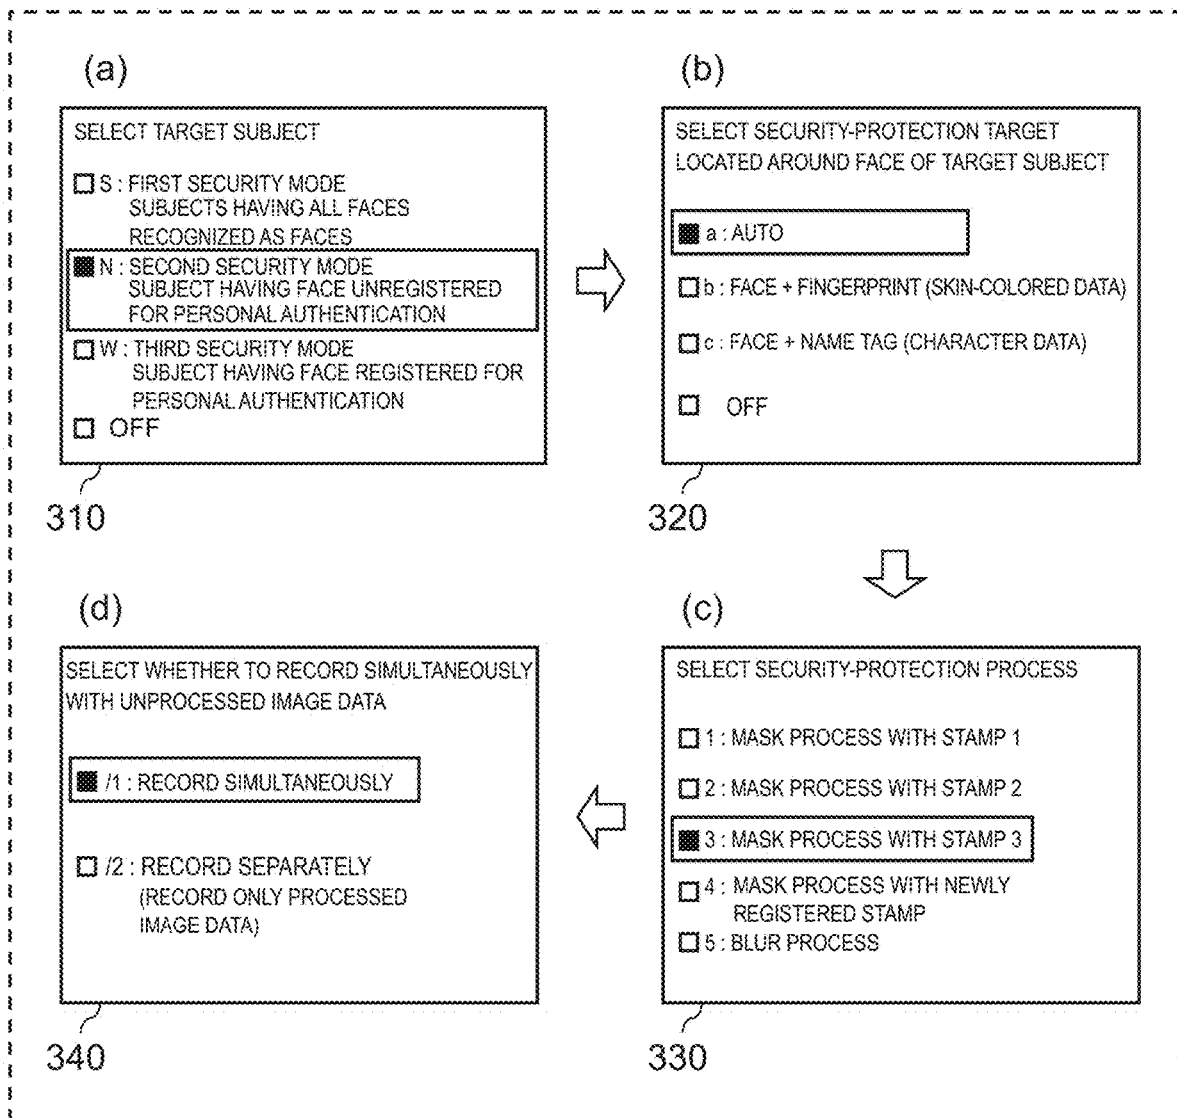 (a)
SELECT TARGET SUBJECT
S : FIRST SECURITY MODE
SUBJECTS HAVING ALL FACES
RECOGNIZED AS FACES
N : SECOND SECURITY MODE
SUBJECT HAVING FACE UNREGISTERED
FOR PERSONAL AUTHENTICATION
W : THIRD SECURITY MODE
SUBJECT HAVING FACE REGISTERED FOR
PERSONAL AUTHENTICATION
OFF
310
(b)
SELECT SECURITY-PROTECTION TARGET
LOCATED AROUND FACE OF TARGET SUBJECT
a : AUTO
b : FACE + FINGERPRINT (SKIN-COLORED DATA)
c : FACE + NAME TAG (CHARACTER DATA)
OFF
320
(c)
SELECT SECURITY-PROTECTION PROCESS
1 : MASK PROCESS WITH STAMP 1
2 : MASK PROCESS WITH STAMP 2
3 : MASK PROCESS WITH STAMP 3
4 : MASK PROCESS WITH NEWLY
REGISTERED STAMP
5 : BLUR PROCESS
330
(d)
SELECT WHETHER TO RECORD SIMULTANEOUSLY
WITH UNPROCESSED IMAGE DATA
/1 : RECORD SIMULTANEOUSLY
/2 : RECORD SEPARATELY
(RECORD ONLY PROCESSED
IMAGE DATA)
340